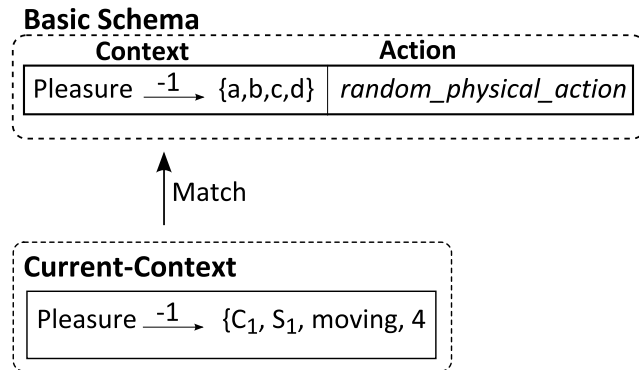 Basic Schema
Context Action
Pleasure -1 {a,b,c,d} random_physical_action
Match
Current-Context
Pleasure -1 {C₁, S₁, moving, 4